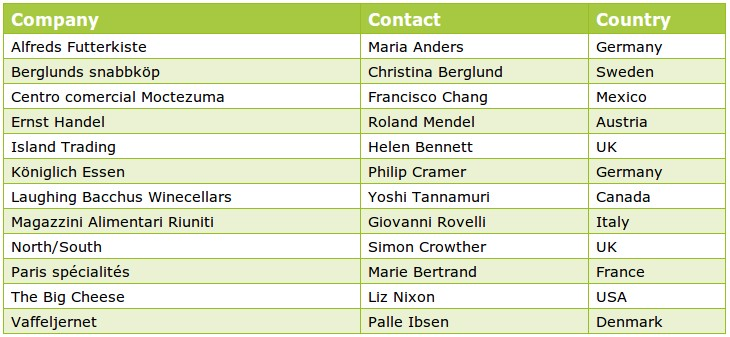 Company Contact Country
Alfreds Futterkiste Maria Anders Germany
Berglunds snabbköp Christina Berglund Sweden
Centro comercial Moctezuma Francisco Chang Mexico
Ernst Handel Roland Mendel Austria
Island Trading Helen Bennett UK
Königlich Essen Philip Cramer Germany
Laughing Bacchus Winecellars Yoshi Tannamuri Canada
Magazzini Alimentari Riuniti Giovanni Rovelli Italy
North/South Simon Crowther UK
Paris spécialités Marie Bertrand France
The Big Cheese Liz Nixon USA
Vaffeljernet Palle Ibsen Denmark